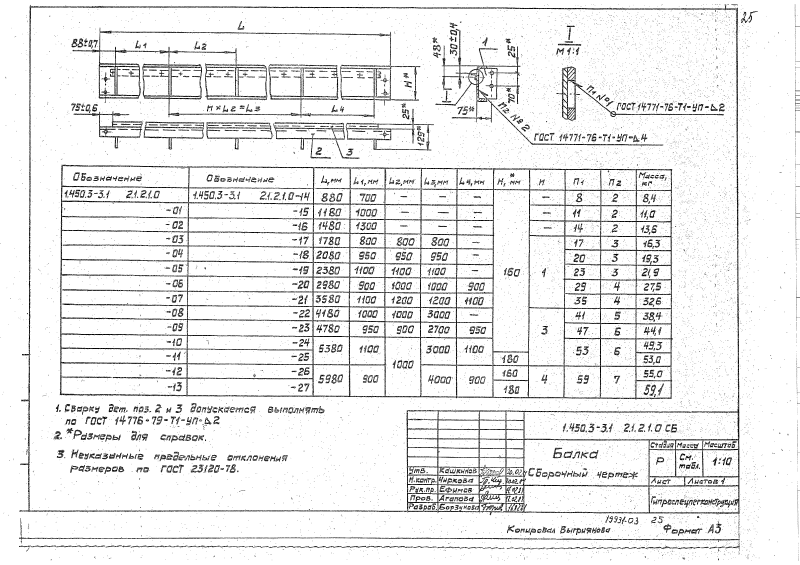 25
L
88±0,7
L1
L2
H*
n×L2=L3
L4
75±0,6
25*
129*
2
3
48*
30±0,4
1
25*
70*
75*
I
I
М1:1
П1 №1
ГОСТ 14771-76-Т1-УП-Δ2
П2 №2
ГОСТ 14771-76-Т1-УП-Δ4
Обозначение Обозначение L,мм L1,мм L2,мм L3,мм L4,мм H,* мм n П1 П2 Масса, кг
1.450.3-3.1 2.1.2.1.0 1.450.3-3.1 2.1.2.1.0-14 880 700 — — — 160 — 8 2 8,4
-01 -15 1180 1000 — — — — 11 2 11,0
-02 -16 1480 1300 — — — — 14 2 13,6
-03 -17 1780 800 800 800 — 1 17 3 16,3
-04 -18 2080 950 950 950 — 20 3 19,3
-05 -19 2380 1100 1100 1100 — 23 3 21,9
-06 -20 2980 900 1000 1000 900 29 4 27,5
-07 -21 3580 1100 1200 1200 1100 35 4 32,6
-08 -22 4180 1000 1000 3000 — 3 41 5 38,4
-09 -23 4780 950 900 2700 950 47 6 44,1
-10 -24 5380 1100 1000 3000 1100 53 6 49,3
-11 -25 180 53,0
-12 -26 5980 900 4000 900 160 4 59 7 55,0
-13 -27 180 59,1
1. Сварку дет. поз. 2 и 3 допускается выполнять
по ГОСТ 14776-79-Т1-УП-Δ2
2. *Размеры для справок.
3. Неуказанные предельные отклонения
размеров по ГОСТ 23120-78.
1.450.3-3.1 2.1.2.1.0 СБ
Балка
Сборочный чертеж
Стадия Масса Масштаб
Р См. табл. 1:10
Лист Листов 1
Гипроспецлегконструкция
Утв. Кашкинов
Н.контр. Чиркова
Рук.пр. Ефимов
Пров. Агапова
Разраб. Борзунова
19931-03 25
Копировал Выгриянова Формат А3